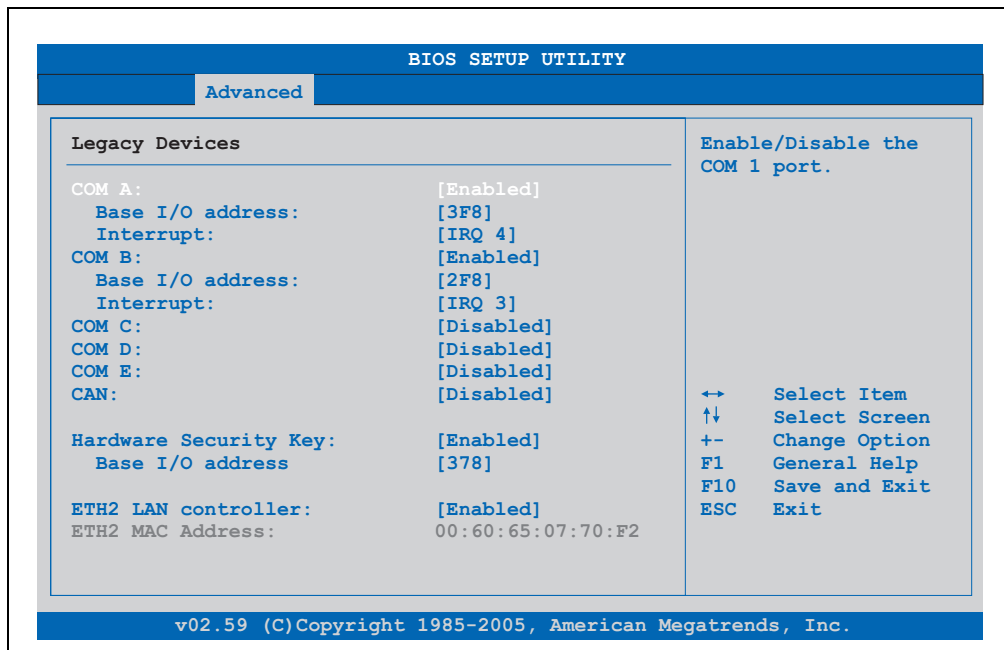 BIOS SETUP UTILITY
Advanced
Legacy Devices
COM A: [Enabled]
Base I/O address: [3F8]
Interrupt: [IRQ 4]
COM B: [Enabled]
Base I/O address: [2F8]
Interrupt: [IRQ 3]
COM C: [Disabled]
COM D: [Disabled]
COM E: [Disabled]
CAN: [Disabled]
Hardware Security Key: [Enabled]
Base I/O address [378]
ETH2 LAN controller: [Enabled]
ETH2 MAC Address: 00:60:65:07:70:F2
Enable/Disable the
COM 1 port.
↔ Select Item
↑↓ Select Screen
+- Change Option
F1 General Help
F10 Save and Exit
ESC Exit
v02.59 (C)Copyright 1985-2005, American Megatrends, Inc.